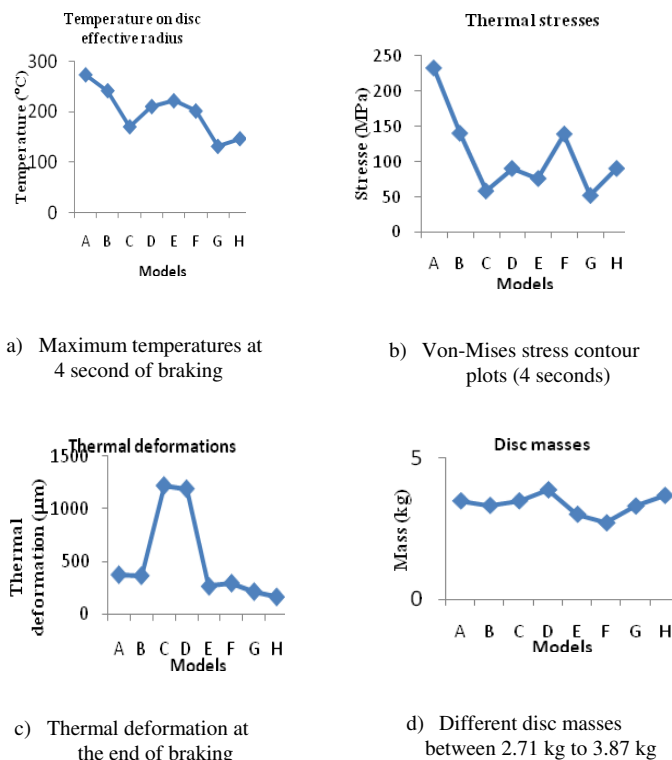 Temperature on disc
effective radius
Temperature (°C)
300
200
100
0
A B C D E F G H
Models
a) Maximum temperatures at
4 second of braking
Thermal stresses
Stresse (MPa)
250
200
150
100
50
0
A B C D E F G H
Models
b) Von-Mises stress contour
plots (4 seconds)
Thermal deformations
Thermal
deformation (µm)
1500
1000
500
0
A B C D E F G H
Models
c) Thermal deformation at
the end of braking
Disc masses
Mass (kg)
5
0
A B C D E F G H
Models
d) Different disc masses
between 2.71 kg to 3.87 kg